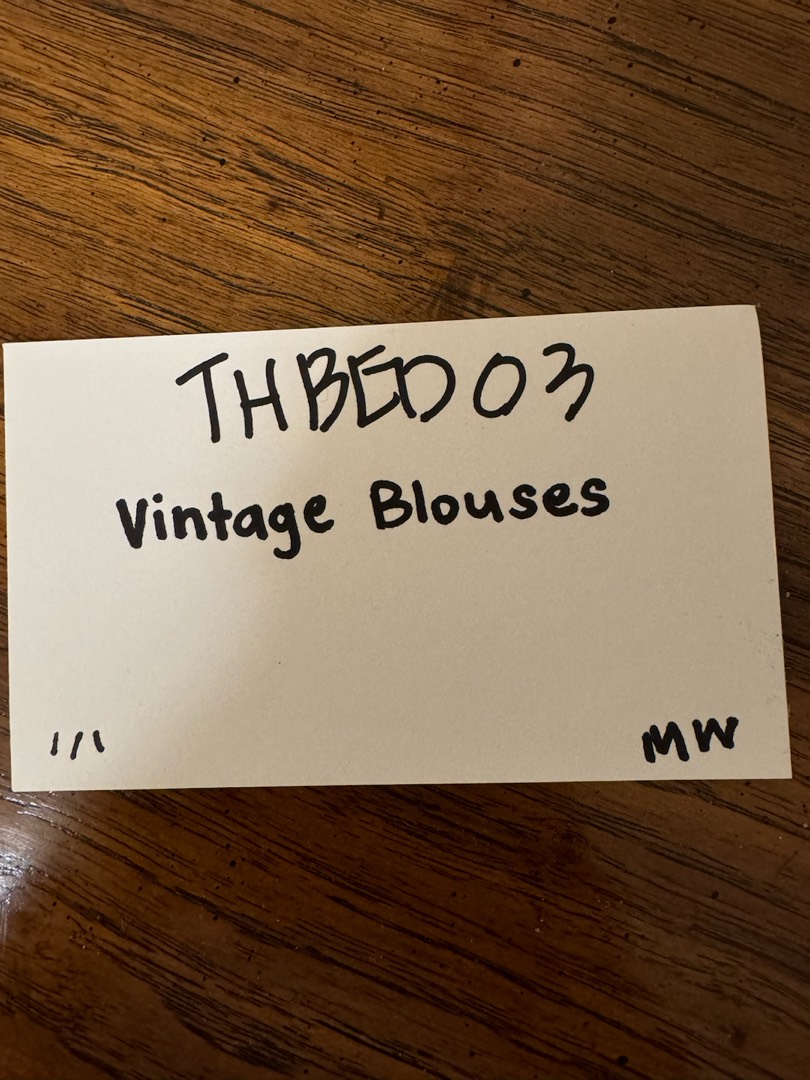 THBED03
Vintage Blouses
1/1
MW